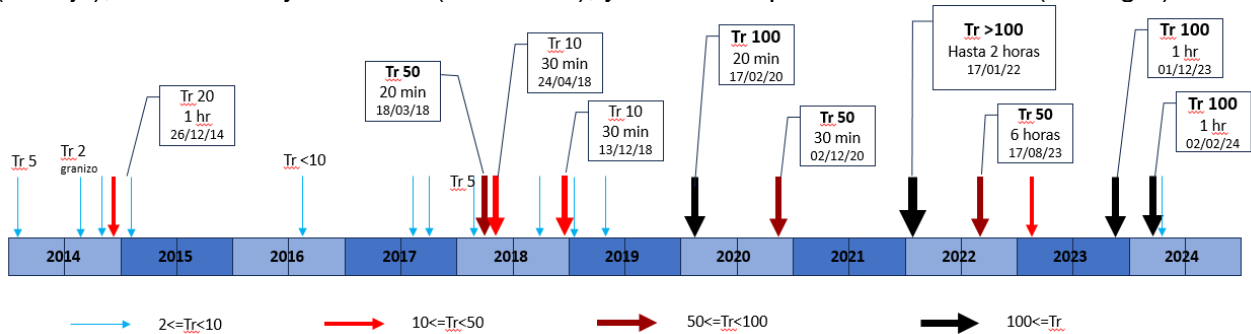 Tr 100
20 min
17/02/20
Tr >100
Hasta 2 horas
17/01/22
Tr 100
1 hr
01/12/23
Tr 10
30 min
24/04/18
Tr 50
20 min
18/03/18
Tr 20
1 hr
26/12/14
Tr 10
30 min
13/12/18
Tr 50
30 min
02/12/20
Tr 50
6 horas
17/08/23
Tr 100
1 hr
02/02/24
Tr 5
Tr 2
granizo
Tr <10
Tr 5
2014 2015 2016 2017 2018 2019 2020 2021 2022 2023 2024
2<=Tr<10 10<=Tr<50 50<=Tr<100 100<=Tr